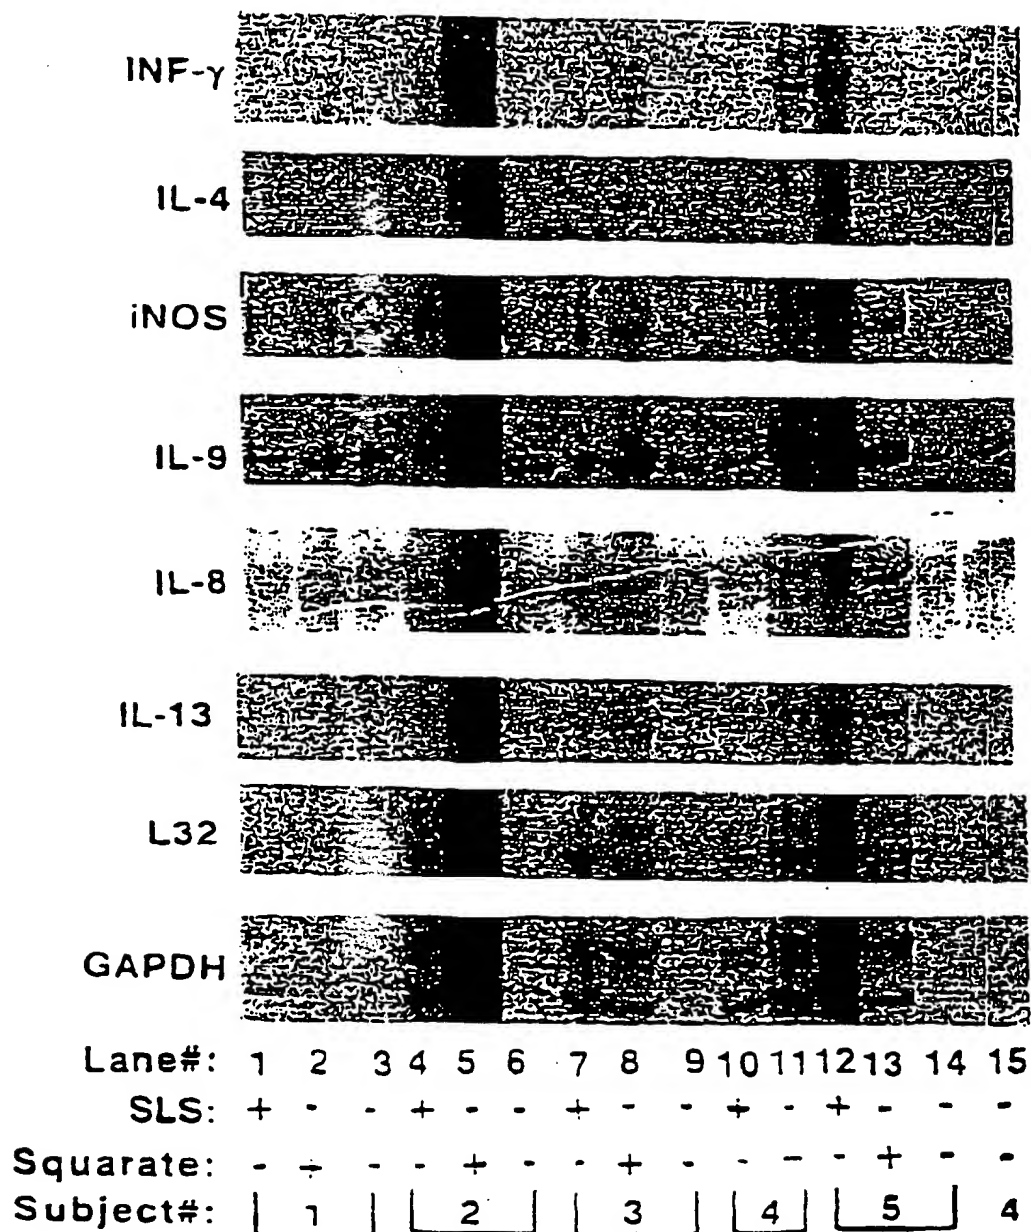 INF-γ
IL-4
iNOS
IL-9
IL-8
IL-13
L32
GAPDH
Lane#: 1 2 3 4 5 6 7 8 9 10 11 12 13 14 15
SLS: + - - + - - + - - + - + - - -
Squarate: - + - - + - - + - - - - + - -
Subject#: 1 2 3 4 5 4